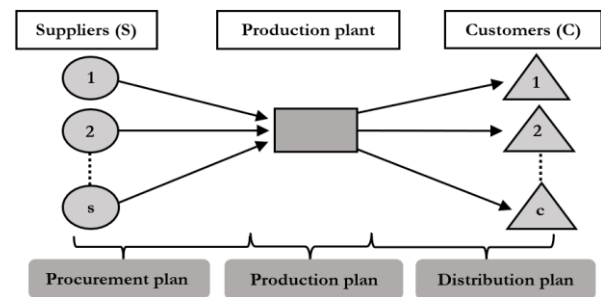 Suppliers (S) Production plant Customers (C)
1 1
2 2
s c
Procurement plan Production plan Distribution plan